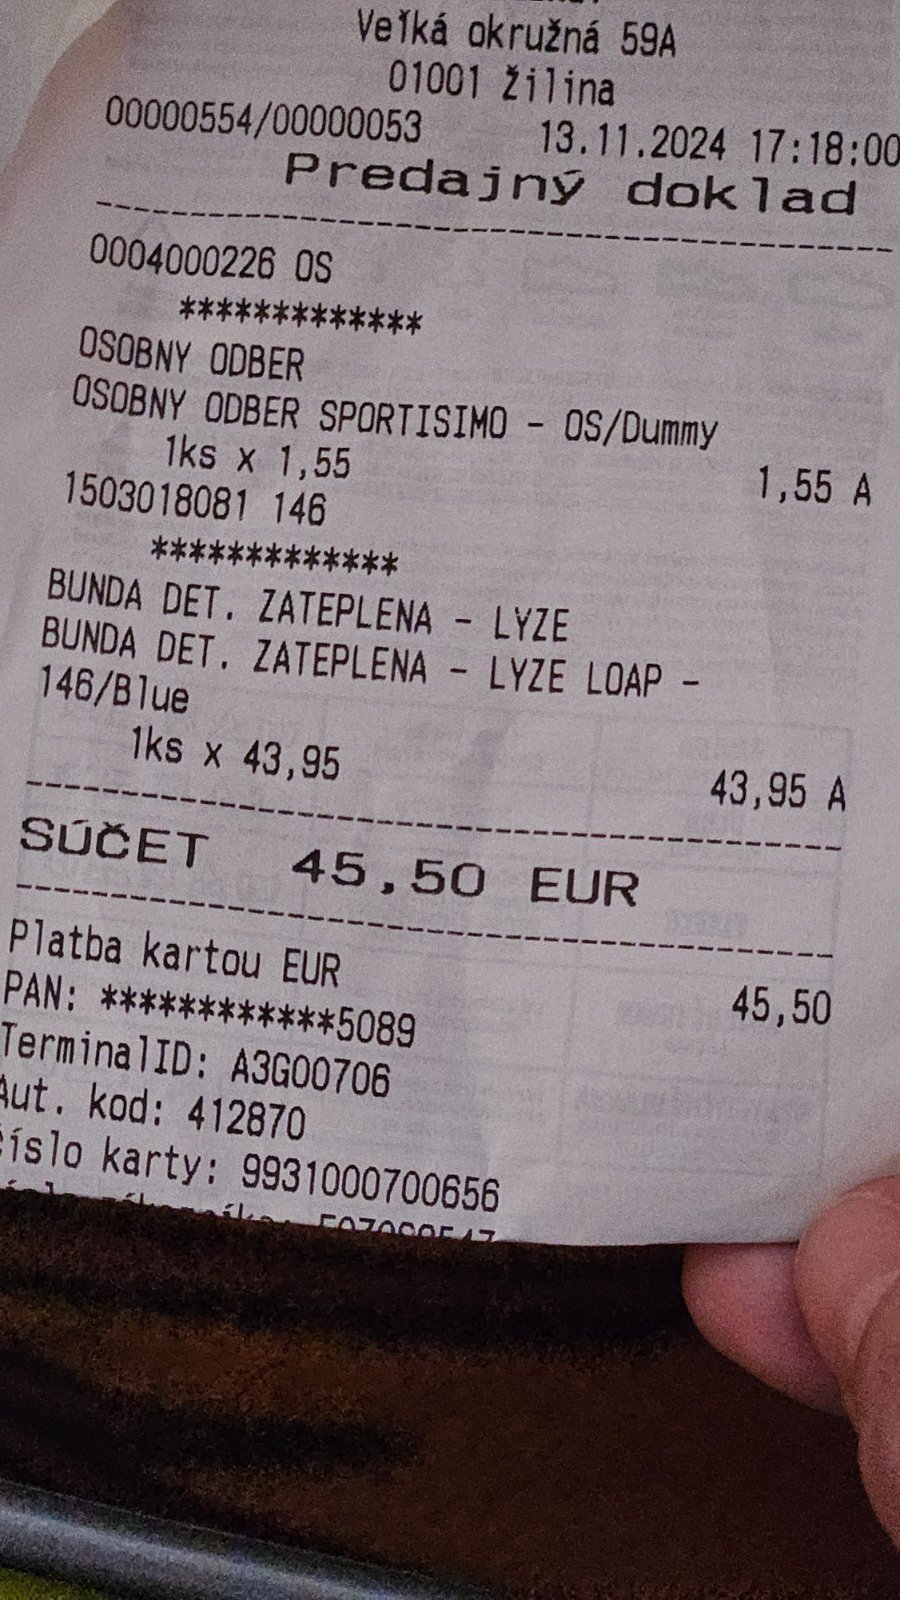 Veľká okružná 59A
01001 Žilina
00000554/00000053 13.11.2024 17:18:00
Predajný doklad
0004000226 OS
*************
OSOBNY ODBER
OSOBNY ODBER SPORTISIMO - OS/Dummy
1ks x 1,55 1,55 A
1503018081 146
*************
BUNDA DET. ZATEPLENA - LYZE
BUNDA DET. ZATEPLENA - LYZE LOAP -
146/Blue
1ks x 43,95 43,95 A
SÚČET 45,50 EUR
Platba kartou EUR 45,50
PAN: ************5089
TerminalID: A3G00706
Aut. kod: 412870
Číslo karty: 9931000700656